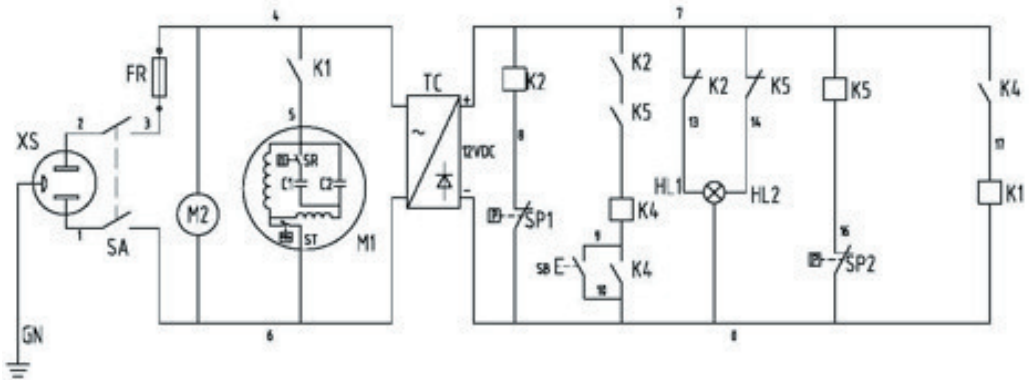 4
7
FR
K1
TC
K2
K2
K2
K5
K5
K4
2
3
5
~
+
K5
8
13
14
17
XS
SR
12VDC
C1
C2
-
K1
HL1
HL2
M2
K4
P
SP1
9
16
1
SA
ST
M1
SB
E
K4
P
SP2
10
GN
6
8